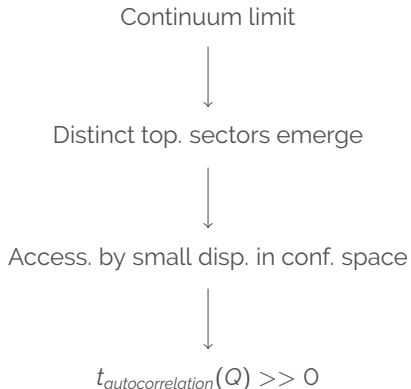 Continuum limit
Distinct top. sectors emerge
Access. by small disp. in conf. space
t_autocorrelation(Q) >> 0